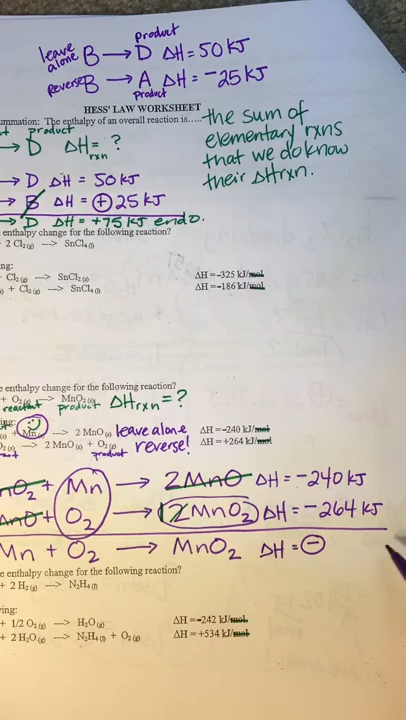 product
leave alone B → D ΔH = 50 KJ
reverse B → A ΔH = -25 KJ
product
HESS' LAW WORKSHEET
ummation: The enthalpy of an overall reaction is.....
the sum of
elementary rxns
that we do know
their ΔHrxn.
product
→ D ΔHrxn = ?
→ D ΔH = 50 KJ
→ B ΔH = + 25 KJ
→ D ΔH = +75 KJ endo.
enthalpy change for the following reaction?
2 Cl2 (g) ---> SnCl4 (l)
ng:
Cl2 (g) ---> SnCl2 (s) ΔH = -325 kJ/mol
+ Cl2 (g) ---> SnCl4 (l) ΔH = -186 kJ/mol
e enthalpy change for the following reaction?
+ O2 (g) ---> MnO2 (s) ΔHrxn = ?
reactant product
ing:
+ Mn(s) ---> 2 MnO (s) leave alone ΔH = -240 kJ/mol
---> 2 MnO (s) + O2 (g) reverse! ΔH = +264 kJ/mol
product
nO2 + Mn → 2MnO ΔH = -240 KJ
nO + O2 → 2MnO2 ΔH = -264 KJ
Mn + O2 → MnO2 ΔH = -
e enthalpy change for the following reaction?
+ 2 H2 (g) ---> N2H4 (l)
ving:
+ 1/2 O2 (g) ---> H2O (g) ΔH = -242 kJ/mol
+ 2 H2O (g) ---> N2H4 (l) + O2 (g) ΔH = +534 kJ/mol